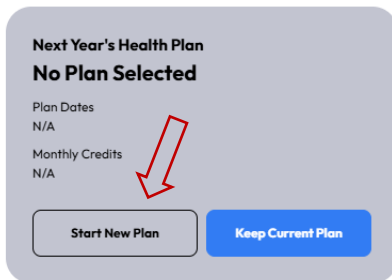 Next Year's Health Plan
No Plan Selected
Plan Dates
N/A
Monthly Credits
N/A
Start New Plan
Keep Current Plan